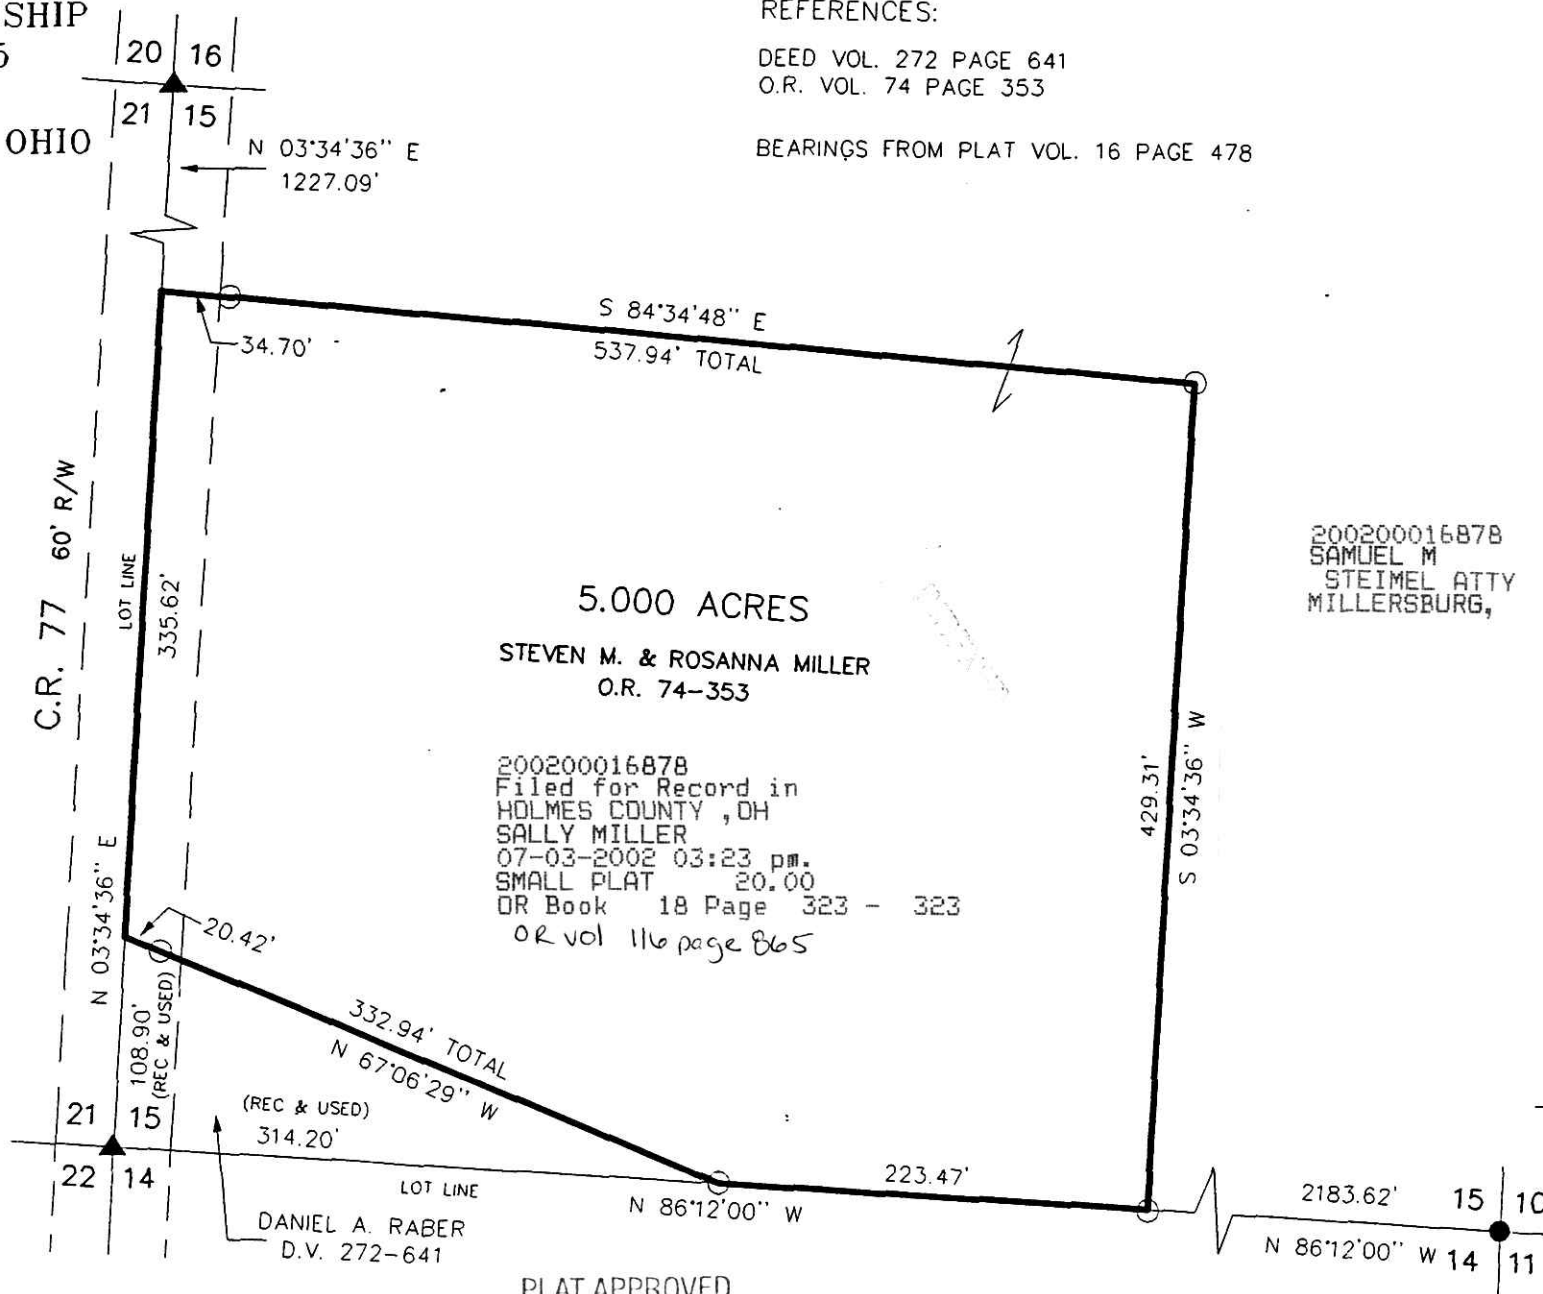 SHIP
5
OHIO
20 16
21 15
N 03°34'36" E
1227.09'
REFERENCES:
DEED VOL. 272 PAGE 641
O.R. VOL. 74 PAGE 353
BEARINGS FROM PLAT VOL. 16 PAGE 478
S 84°34'48" E
537.94' TOTAL
34.70'
C.R. 77 60' R/W
LOT LINE
335.62'
N 03°34'36" E
5.000 ACRES
STEVEN M. & ROSANNA MILLER
O.R. 74-353
200200016878
Filed for Record in
HOLMES COUNTY ,OH
SALLY MILLER
07-03-2002 03:23 pm.
SMALL PLAT 20.00
OR Book 18 Page 323 - 323
OR vol 116 page 865
200200016878
SAMUEL M
STEIMEL ATTY
MILLERSBURG,
429.31'
S 03°34'36" W
20.42'
108.90'
(REC & USED)
332.94' TOTAL
N 67°06'29" W
(REC & USED)
314.20'
21 15
22 14
LOT LINE
DANIEL A. RABER
D.V. 272-641
223.47'
N 86°12'00" W
2183.62'
N 86°12'00" W
15 10
14 11
PLAT APPROVED